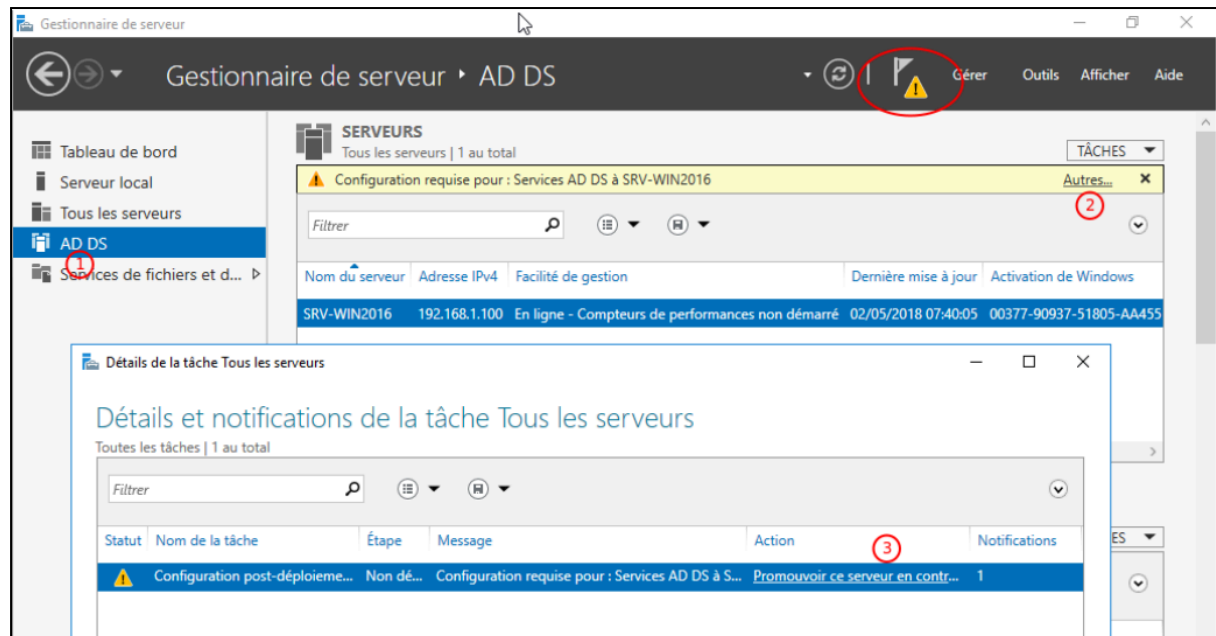 Gestionnaire de serveur
Gestionnaire de serveur ‣ AD DS
Gérer Outils Afficher Aide
Tableau de bord
Serveur local
Tous les serveurs
AD DS
1
Services de fichiers et d...
SERVEURS
Tous les serveurs | 1 au total
TÂCHES
Configuration requise pour : Services AD DS à SRV-WIN2016
Autres...
2
Filtrer
Nom du serveur Adresse IPv4 Facilité de gestion Dernière mise à jour Activation de Windows
SRV-WIN2016 192.168.1.100 En ligne - Compteurs de performances non démarré 02/05/2018 07:40:05 00377-90937-51805-AA455
Détails de la tâche Tous les serveurs
Détails et notifications de la tâche Tous les serveurs
Toutes les tâches | 1 au total
Filtrer
Statut Nom de la tâche Étape Message Action 3 Notifications
Configuration post-déploieme... Non dé... Configuration requise pour : Services AD DS à S... Promouvoir ce serveur en contr... 1
ES